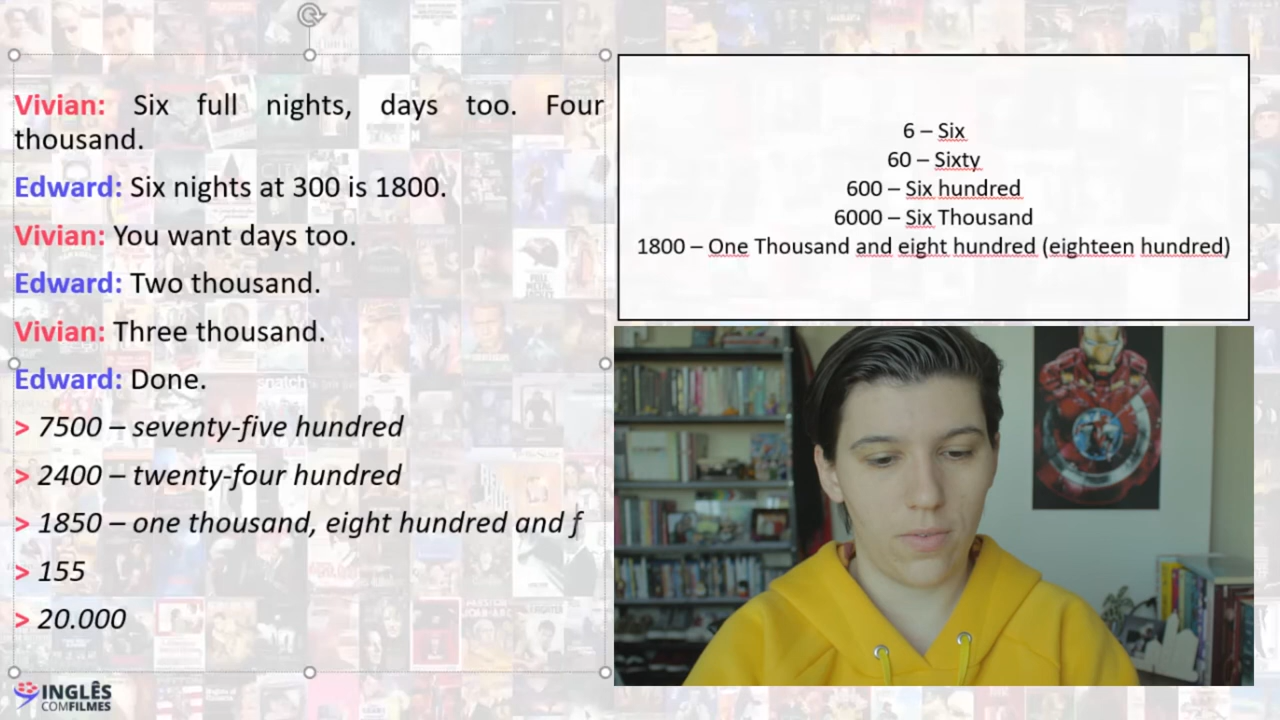 Vivian: Six full nights, days too. Four
thousand.
Edward: Six nights at 300 is 1800.
Vivian: You want days too.
Edward: Two thousand.
Vivian: Three thousand.
Edward: Done.
> 7500 – seventy-five hundred
> 2400 – twenty-four hundred
> 1850 – one thousand, eight hundred and f
> 155
> 20.000
6 – Six
60 – Sixty
600 – Six hundred
6000 – Six Thousand
1800 – One Thousand and eight hundred (eighteen hundred)
INGLÊS
COMFILMES